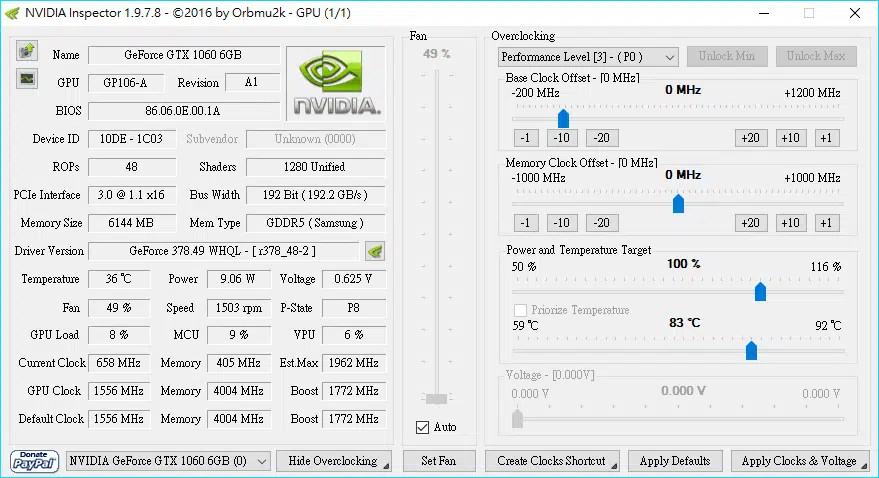 NVIDIA Inspector 1.9.7.8 - ©2016 by Orbmu2k - GPU (1/1)
Name GeForce GTX 1060 6GB
GPU GP106-A Revision A1
BIOS 86.06.0E.00.1A
NVIDIA.
Device ID 10DE - 1C03 Subvendor Unknown (0000)
ROPs 48 Shaders 1280 Unified
PCIe Interface 3.0 @ 1.1 x16 Bus Width 192 Bit ( 192.2 GB/s )
Memory Size 6144 MB Mem Type GDDR5 ( Samsung )
Driver Version GeForce 378.49 WHQL - [ r378_48-2 ]
Temperature 36 °C Power 9.06 W Voltage 0.625 V
Fan 49 % Speed 1503 rpm P-State P8
GPU Load 8 % MCU 9 % VPU 6 %
Current Clock 658 MHz Memory 405 MHz Est.Max 1962 MHz
GPU Clock 1556 MHz Memory 4004 MHz Boost 1772 MHz
Default Clock 1556 MHz Memory 4004 MHz Boost 1772 MHz
Fan
49 %
Auto
Overclocking
Performance Level [3] - ( P0 ) Unlock Min Unlock Max
Base Clock Offset - [0 MHz]
-200 MHz 0 MHz +1200 MHz
-1 -10 -20 +20 +10 +1
Memory Clock Offset - [0 MHz]
-1000 MHz 0 MHz +1000 MHz
-1 -10 -20 +20 +10 +1
Power and Temperature Target
50 % 100 % 116 %
Priorize Temperature
59 °C 83 °C 92 °C
Voltage - [0.000V]
0.000 V 0.000 V 0.000 V
Donate PayPal NVIDIA GeForce GTX 1060 6GB (0) Hide Overclocking Set Fan Create Clocks Shortcut Apply Defaults Apply Clocks & Voltage